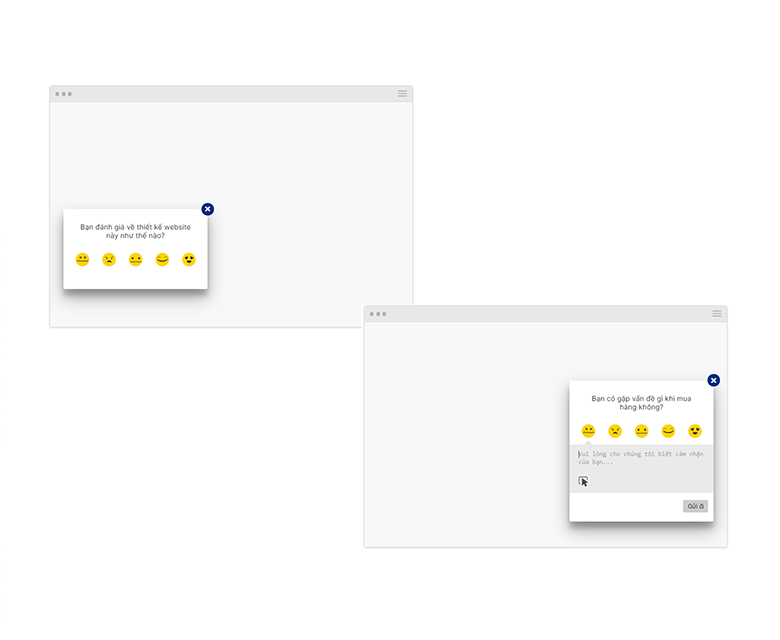 Bạn đánh giá về thiết kế website
này như thế nào?
Bạn có gặp vấn đề gì khi mua
hàng không?
Vui lòng cho chúng tôi biết cảm nhận
của bạn...
Gửi đi